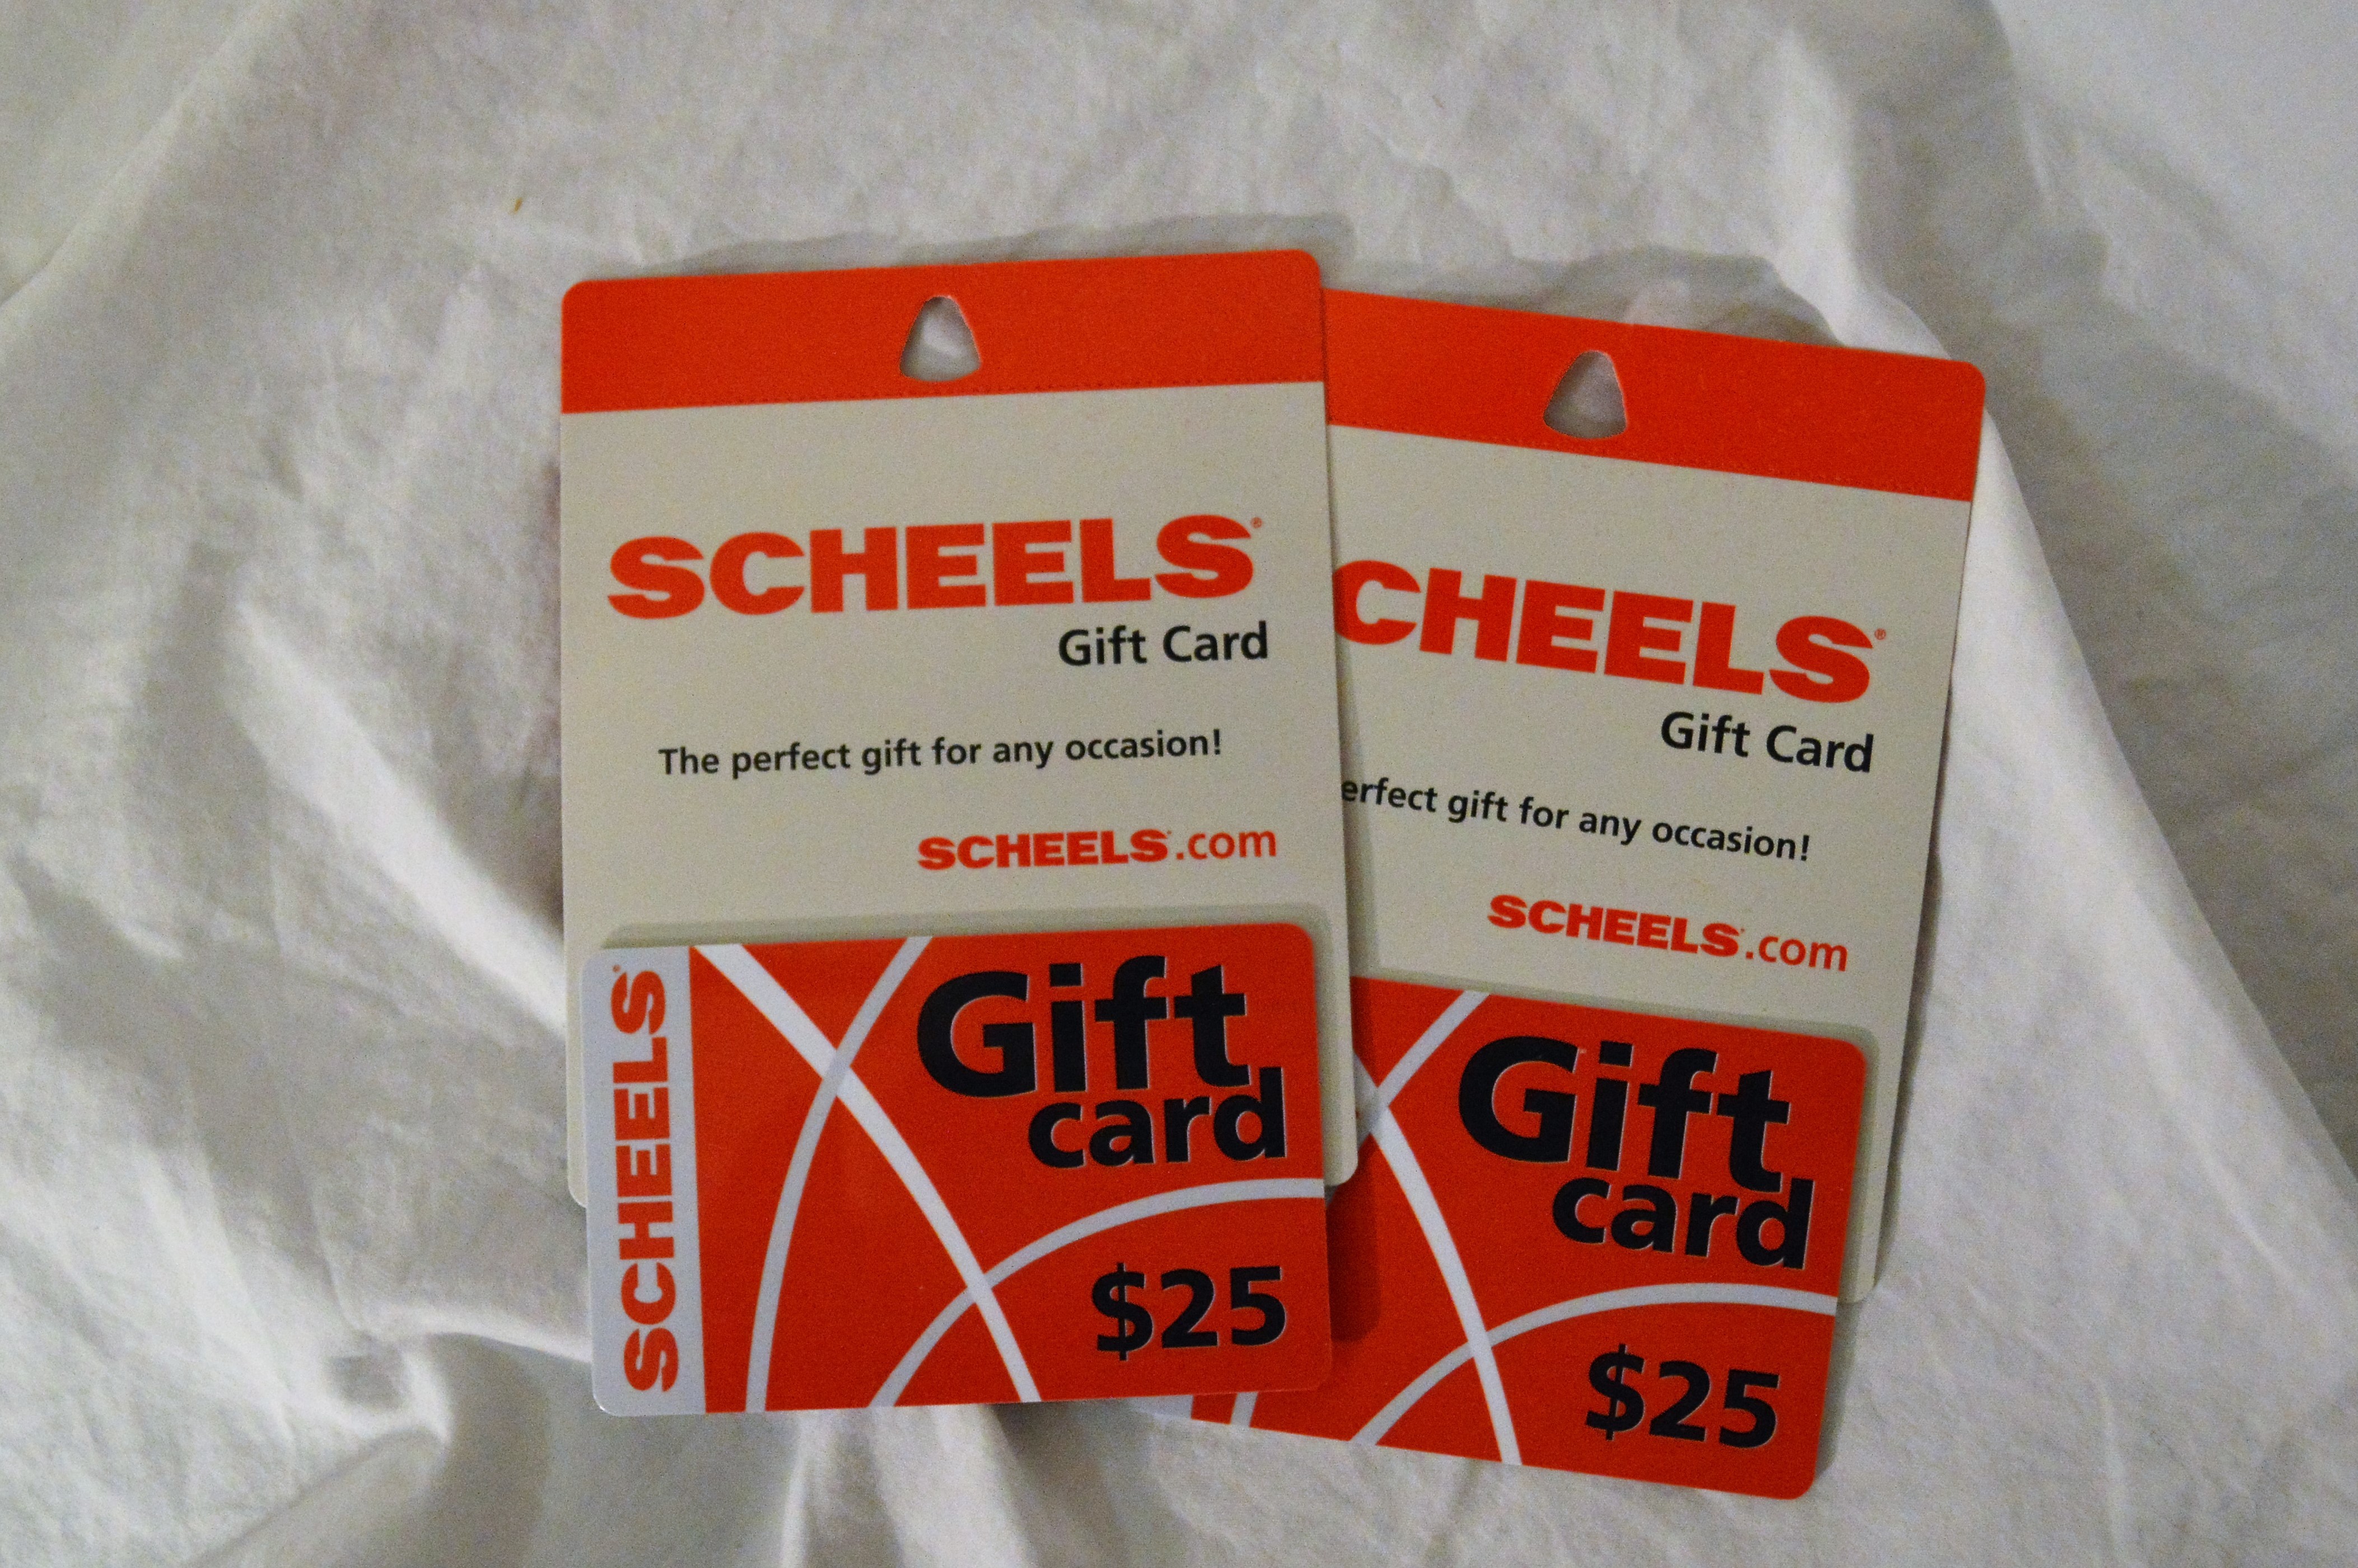 SCHEELS®
Gift Card
The perfect gift for any occasion!
SCHEELS.com
SCHEELS
Gift
card
$25
CHEELS®
Gift Card
erfect gift for any occasion!
SCHEELS.com
Gift
card
$25